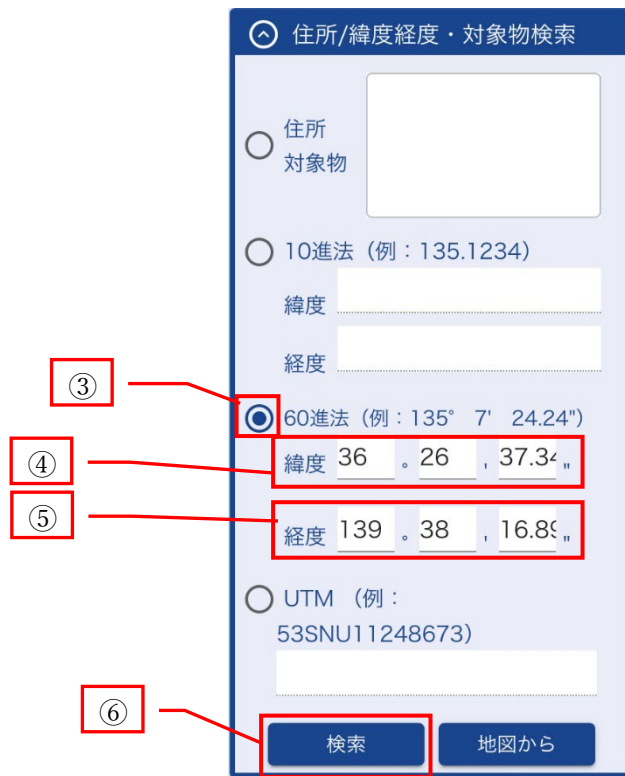 住所/緯度経度・対象物検索
住所
対象物
10進法（例：135.1234）
緯度
経度
③
60進法（例：135° 7' 24.24"）
④
緯度 36 ° 26 ' 37.34 "
⑤
経度 139 ° 38 ' 16.89 "
UTM （例：
53SNU11248673）
⑥
検索 地図から